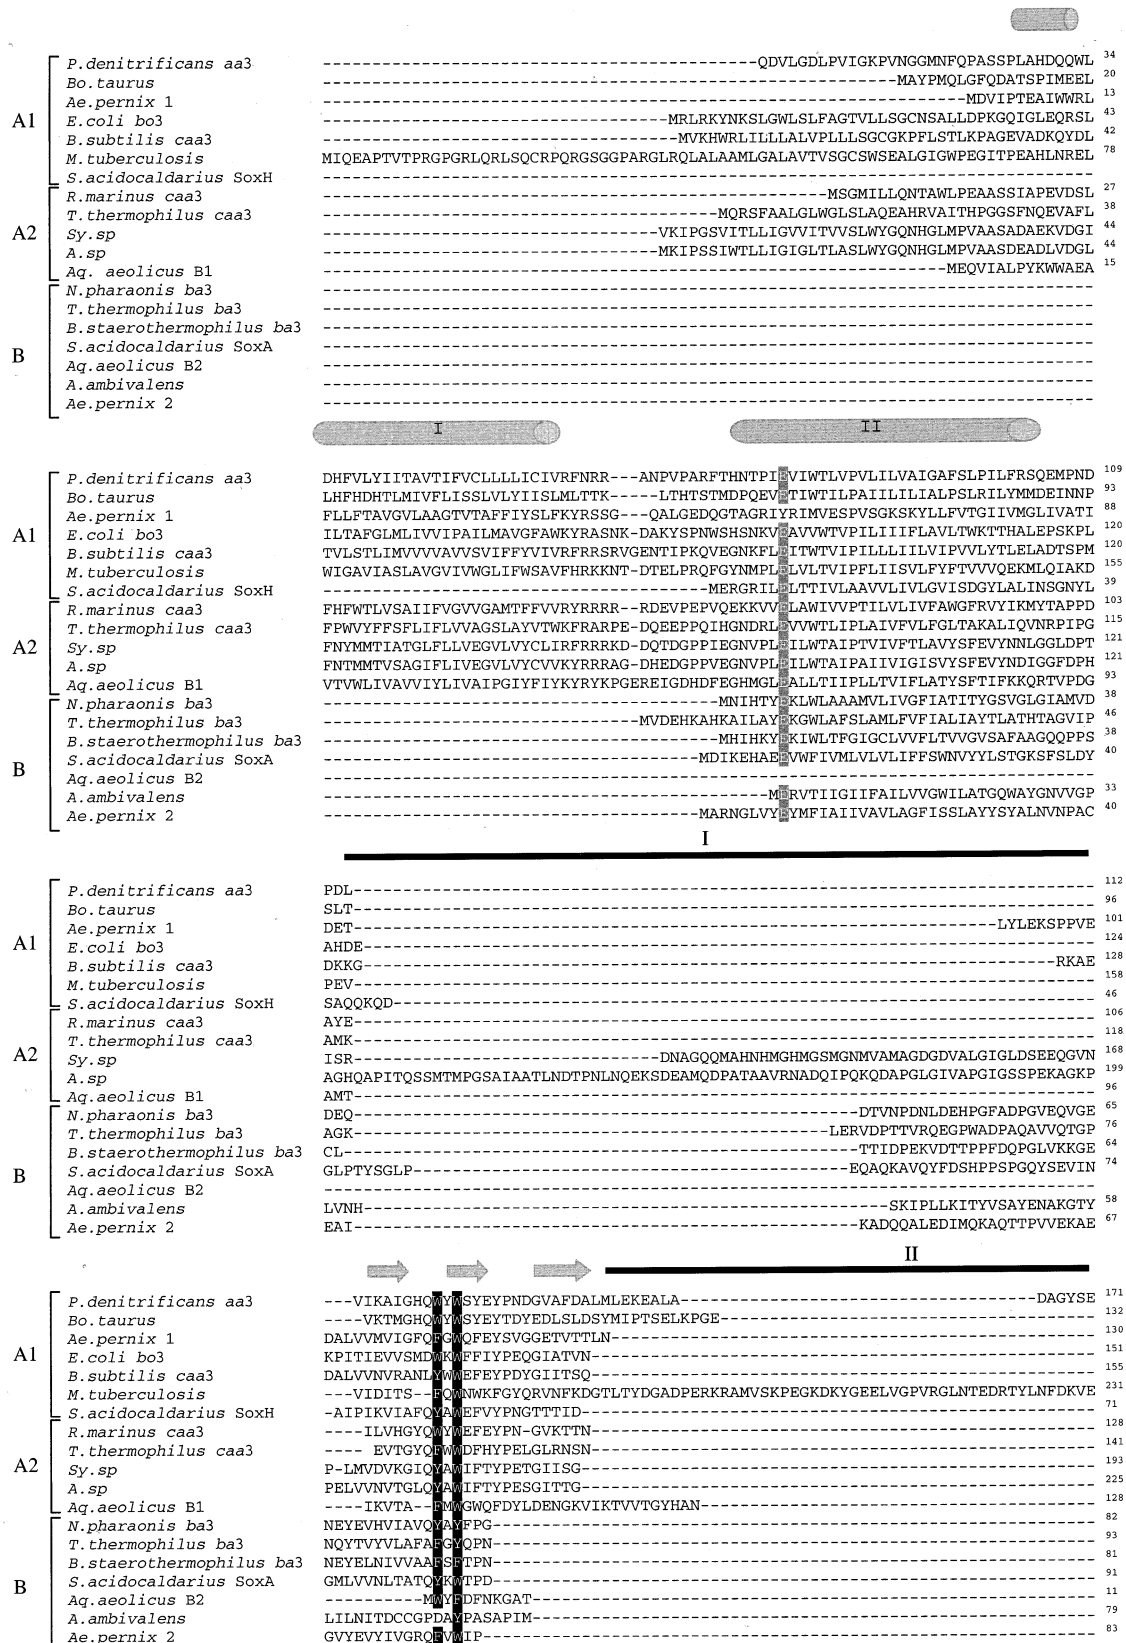 P.denitrificans aa3 --------------------------------------------QDVLGDLPVIGKPVNGGMNFQPASSPLAHDQQWL 34
Bo.taurus ----------------------------------------------------------MAYPMQLGFQDATSPIMEEL 20
Ae.pernix 1 -----------------------------------------------------------------MDVIPTEAIWWRL 13
A1 E.coli bo3 -----------------------------------MRLRKYNKSLGWLSLFAGTVLLSGCNSALLDPKGQIGLEQRSL 43
B.subtilis caa3 ------------------------------------MVKHWRLILLLALVPLLLSGCGKPFLSTLKPAGEVADKQYDL 42
M.tuberculosis MIQEAPTVTPRGPGRLQRLSQCRPQRGSGGPARGLRQLALAAMLGALAVTVSGCSWSEALGIGWPEGITPEAHLNREL 78
S.acidocaldarius SoxH ------------------------------------------------------------------------------
R.marinus caa3 ---------------------------------------------------MSGMILLQNTAWLPEAASSIAPEVDSL 27
T.thermophilus caa3 ----------------------------------------MQRSFAALGLWGLSLAQEAHRVAITHPGGSFNQEVAFL 38
A2 Sy.sp ----------------------------------VKIPGSVITLLIGVVITVVSLWYGQNHGLMPVAASADAEKVDGI 44
A.sp ----------------------------------MKIPSSIWTLLIGIGLTLASLWYGQNHGLMPVAASDEADLVDGL 44
Aq. aeolicus B1 ---------------------------------------------------------------MEQVIALPYKWWAEA 15
N.pharaonis ba3 ------------------------------------------------------------------------------
T.thermophilus ba3 ------------------------------------------------------------------------------
B.staerothermophilus ba3 ------------------------------------------------------------------------------
B S.acidocaldarius SoxA ------------------------------------------------------------------------------
Aq.aeolicus B2 ------------------------------------------------------------------------------
A.ambivalens ------------------------------------------------------------------------------
Ae.pernix 2 ------------------------------------------------------------------------------
I II
P.denitrificans aa3 DHFVLYIITAVTIFVCLLLLICIVRFNRR---ANPVPARFTHNTPIEVIWTLVPVLILVAIGAFSLPILFRSQEMPND 109
Bo.taurus LHFHDHTLMIVFLISSLVLYIISLMLTTK-----LTHTSTMDPQEVETIWTILPAIILILIALPSLRILYMMDEINNP 93
Ae.pernix 1 FLLFTAVGVLAAGTVTAFFIYSLFKYRSSG---QALGEDQGTAGRIYRIMVESPVSGKSKYLLFVTGIIVMGLIVATI 88
A1 E.coli bo3 ILTAFGLMLIVVIPAILMAVGFAWKYRASNK-DAKYSPNWSHSNKVEAVVWTVPILIIIFLAVLTWKTTHALEPSKPL 120
B.subtilis caa3 TVLSTLIMVVVVAVVSVIFFYVIVRFRRSRVGENTIPKQVEGNKFLEITWTVIPILLLIILVIPVVLYTLELADTSPM 120
M.tuberculosis WIGAVIASLAVGVIVWGLIFWSAVFHRKKNT-DTELPRQFGYNMPLELVLTVIPFLIISVLFYFTVVVQEKMLQIAKD 155
S.acidocaldarius SoxH ---------------------------------------MERGRILELTTIVLAAVVLIVLGVISDGYLALINSGNYL 39
R.marinus caa3 FHFWTLVSAIIFVGVVGAMTFFVVRYRRRR--RDEVPEPVQEKKVVELAWIVVPTILVLIVFAWGFRVYIKMYTAPPD 103
T.thermophilus caa3 FPWVYFFSFLIFLVVAGSLAYVTWKFRARPE-DQEEPPQIHGNDRLEVVWTLIPLAIVFVLFGLTAKALIQVNRPIPG 115
A2 Sy.sp FNYMMTIATGLFLLVEGVLVYCLIRFRRRKD-DQTDGPPIEGNVPLEILWTAIPTVIVFTLAVYSFEVYNNLGGLDPT 121
A.sp FNTMMTVSAGIFLIVEGVLVYCVVKYRRRAG-DHEDGPPVEGNVPLEILWTAIPAIIVIGISVYSFEVYNDIGGFDPH 121
Aq.aeolicus B1 VTVWLIVAVVIYLIVAIPGIYFIYKYRYKPGEREIGDHDFEGHMGLEALLTIIPLLTVIFLATYSFTIFKKQRTVPDG 93
N.pharaonis ba3 ----------------------------------------MNIHTYEKLWLAAAMVLIVGFIATITYGSVGLGIAMVD 38
T.thermophilus ba3 --------------------------------MVDEHKAHKAILAYEKGWLAFSLAMLFVFIALIAYTLATHTAGVIP 46
B.staerothermophilus ba3 ----------------------------------------MHIHKYEKIWLTFGIGCLVVFLTVVGVSAFAAGQQPPS 38
B S.acidocaldarius SoxA --------------------------------------MDIKEHAEEVWFIVMLVLVLIFFSWNVYYLSTGKSFSLDY 40
Aq.aeolicus B2 ------------------------------------------------------------------------------
A.ambivalens ---------------------------------------------MERVTIIGIIFAILVVGWILATGQWAYGNVVGP 33
Ae.pernix 2 --------------------------------------MARNGLVYEYMFIAIIVAVLAGFISSLAYYSYALNVNPAC 40
I
P.denitrificans aa3 PDL--------------------------------------------------------------------------- 112
Bo.taurus SLT--------------------------------------------------------------------------- 96
Ae.pernix 1 DET-----------------------------------------------------------------LYLEKSPPVE 101
A1 E.coli bo3 AHDE-------------------------------------------------------------------------- 124
B.subtilis caa3 DKKG----------------------------------------------------------------------RKAE 128
M.tuberculosis PEV--------------------------------------------------------------------------- 158
S.acidocaldarius SoxH SAQQKQD----------------------------------------------------------------------- 46
R.marinus caa3 AYE--------------------------------------------------------------------------- 106
T.thermophilus caa3 AMK--------------------------------------------------------------------------- 118
A2 Sy.sp ISR-------------------------------DNAGQQMAHNHMGHMGSMGNMVAMAGDGDVALGIGLDSEEQGVN 168
A.sp AGHQAPITQSSMTMPGSAIAATLNDTPNLNQEKSDEAMQDPATAAVRNADQIPQKQDAPGLGIVAPGIGSSPEKAGKP 199
Aq.aeolicus B1 AMT--------------------------------------------------------------------------- 96
N.pharaonis ba3 DEQ---------------------------------------------------DTVNPDNLDEHPGFADPGVEQVGE 65
T.thermophilus ba3 AGK------------------------------------------------LERVDPTTVRQEGPWADPAQAVVQTGP 76
B.staerothermophilus ba3 CL----------------------------------------------------TTIDPEKVDTTPPFDQPGLVKKGE 64
B S.acidocaldarius SoxA GLPTYSGLP--------------------------------------------EQAQKAVQYFDSHPPSPGQYSEVIN 74
Aq.aeolicus B2 ------------------------------------------------------------------------------
A.ambivalens LVNH-----------------------------------------------------SKIPLLKITYVSAYENAKGTY 58
Ae.pernix 2 EAI---------------------------------------------------KADQQALEDIMQKAQTTPVVEKAE 67
II
P.denitrificans aa3 ---VIKAIGHQWYWSYEYPNDGVAFDALMLEKEALA------------------------------------DAGYSE 171
Bo.taurus ----VKTMGHQWYWSYEYTDYEDLSLDSYMIPTSELKPGE-------------------------------------- 132
Ae.pernix 1 DALVVMVIGFQFGWQFEYSVGGETVTTLN------------------------------------------------- 130
A1 E.coli bo3 KPITIEVVSMDWKWFFIYPEQGIATVN--------------------------------------------------- 151
B.subtilis caa3 DALVVNVRANLYWWEFEYPDYGIITSQ--------------------------------------------------- 155
M.tuberculosis ---VIDITS--FQWNWKFGYQRVNFKDGTLTYDGADPERKRAMVSKPEGKDKYGEELVGPVRGLNTEDRTYLNFDKVE 231
S.acidocaldarius SoxH -AIPIKVIAFQYAWEFVYPNGTTTID---------------------------------------------------- 71
R.marinus caa3 ----ILVHGYQWYWEFEYPN-GVKTTN--------------------------------------------------- 128
T.thermophilus caa3 ---- EVTGYQFWWDFHYPELGLRNSN--------------------------------------------------- 141
A2 Sy.sp P-LMVDVKGIQYAWIFTYPETGIISG---------------------------------------------------- 193
A.sp PELVVNVTGLQYAWIFTYPESGITTG---------------------------------------------------- 225
Aq.aeolicus B1 ----IKVTA--FMWGWQFDYLDENGKVIKTVVTGYHAN---------------------------------------- 128
N.pharaonis ba3 NEYEVHVIAVQYAYFPG------------------------------------------------------------- 82
T.thermophilus ba3 NQYTVYVLAFAFGYQPN------------------------------------------------------------- 93
B.staerothermophilus ba3 NEYELNIVVAAFSFTPN------------------------------------------------------------- 81
B S.acidocaldarius SoxA GMLVVNLTATQYKWTPD------------------------------------------------------------- 91
Aq.aeolicus B2 ----------MWYFDFNKGAT--------------------------------------------------------- 11
A.ambivalens LILNITDCCGPDAYPASAPIM--------------------------------------------------------- 79
Ae.pernix 2 GVYEVYIVGRQFVWIP-------------------------------------------------------------- 83